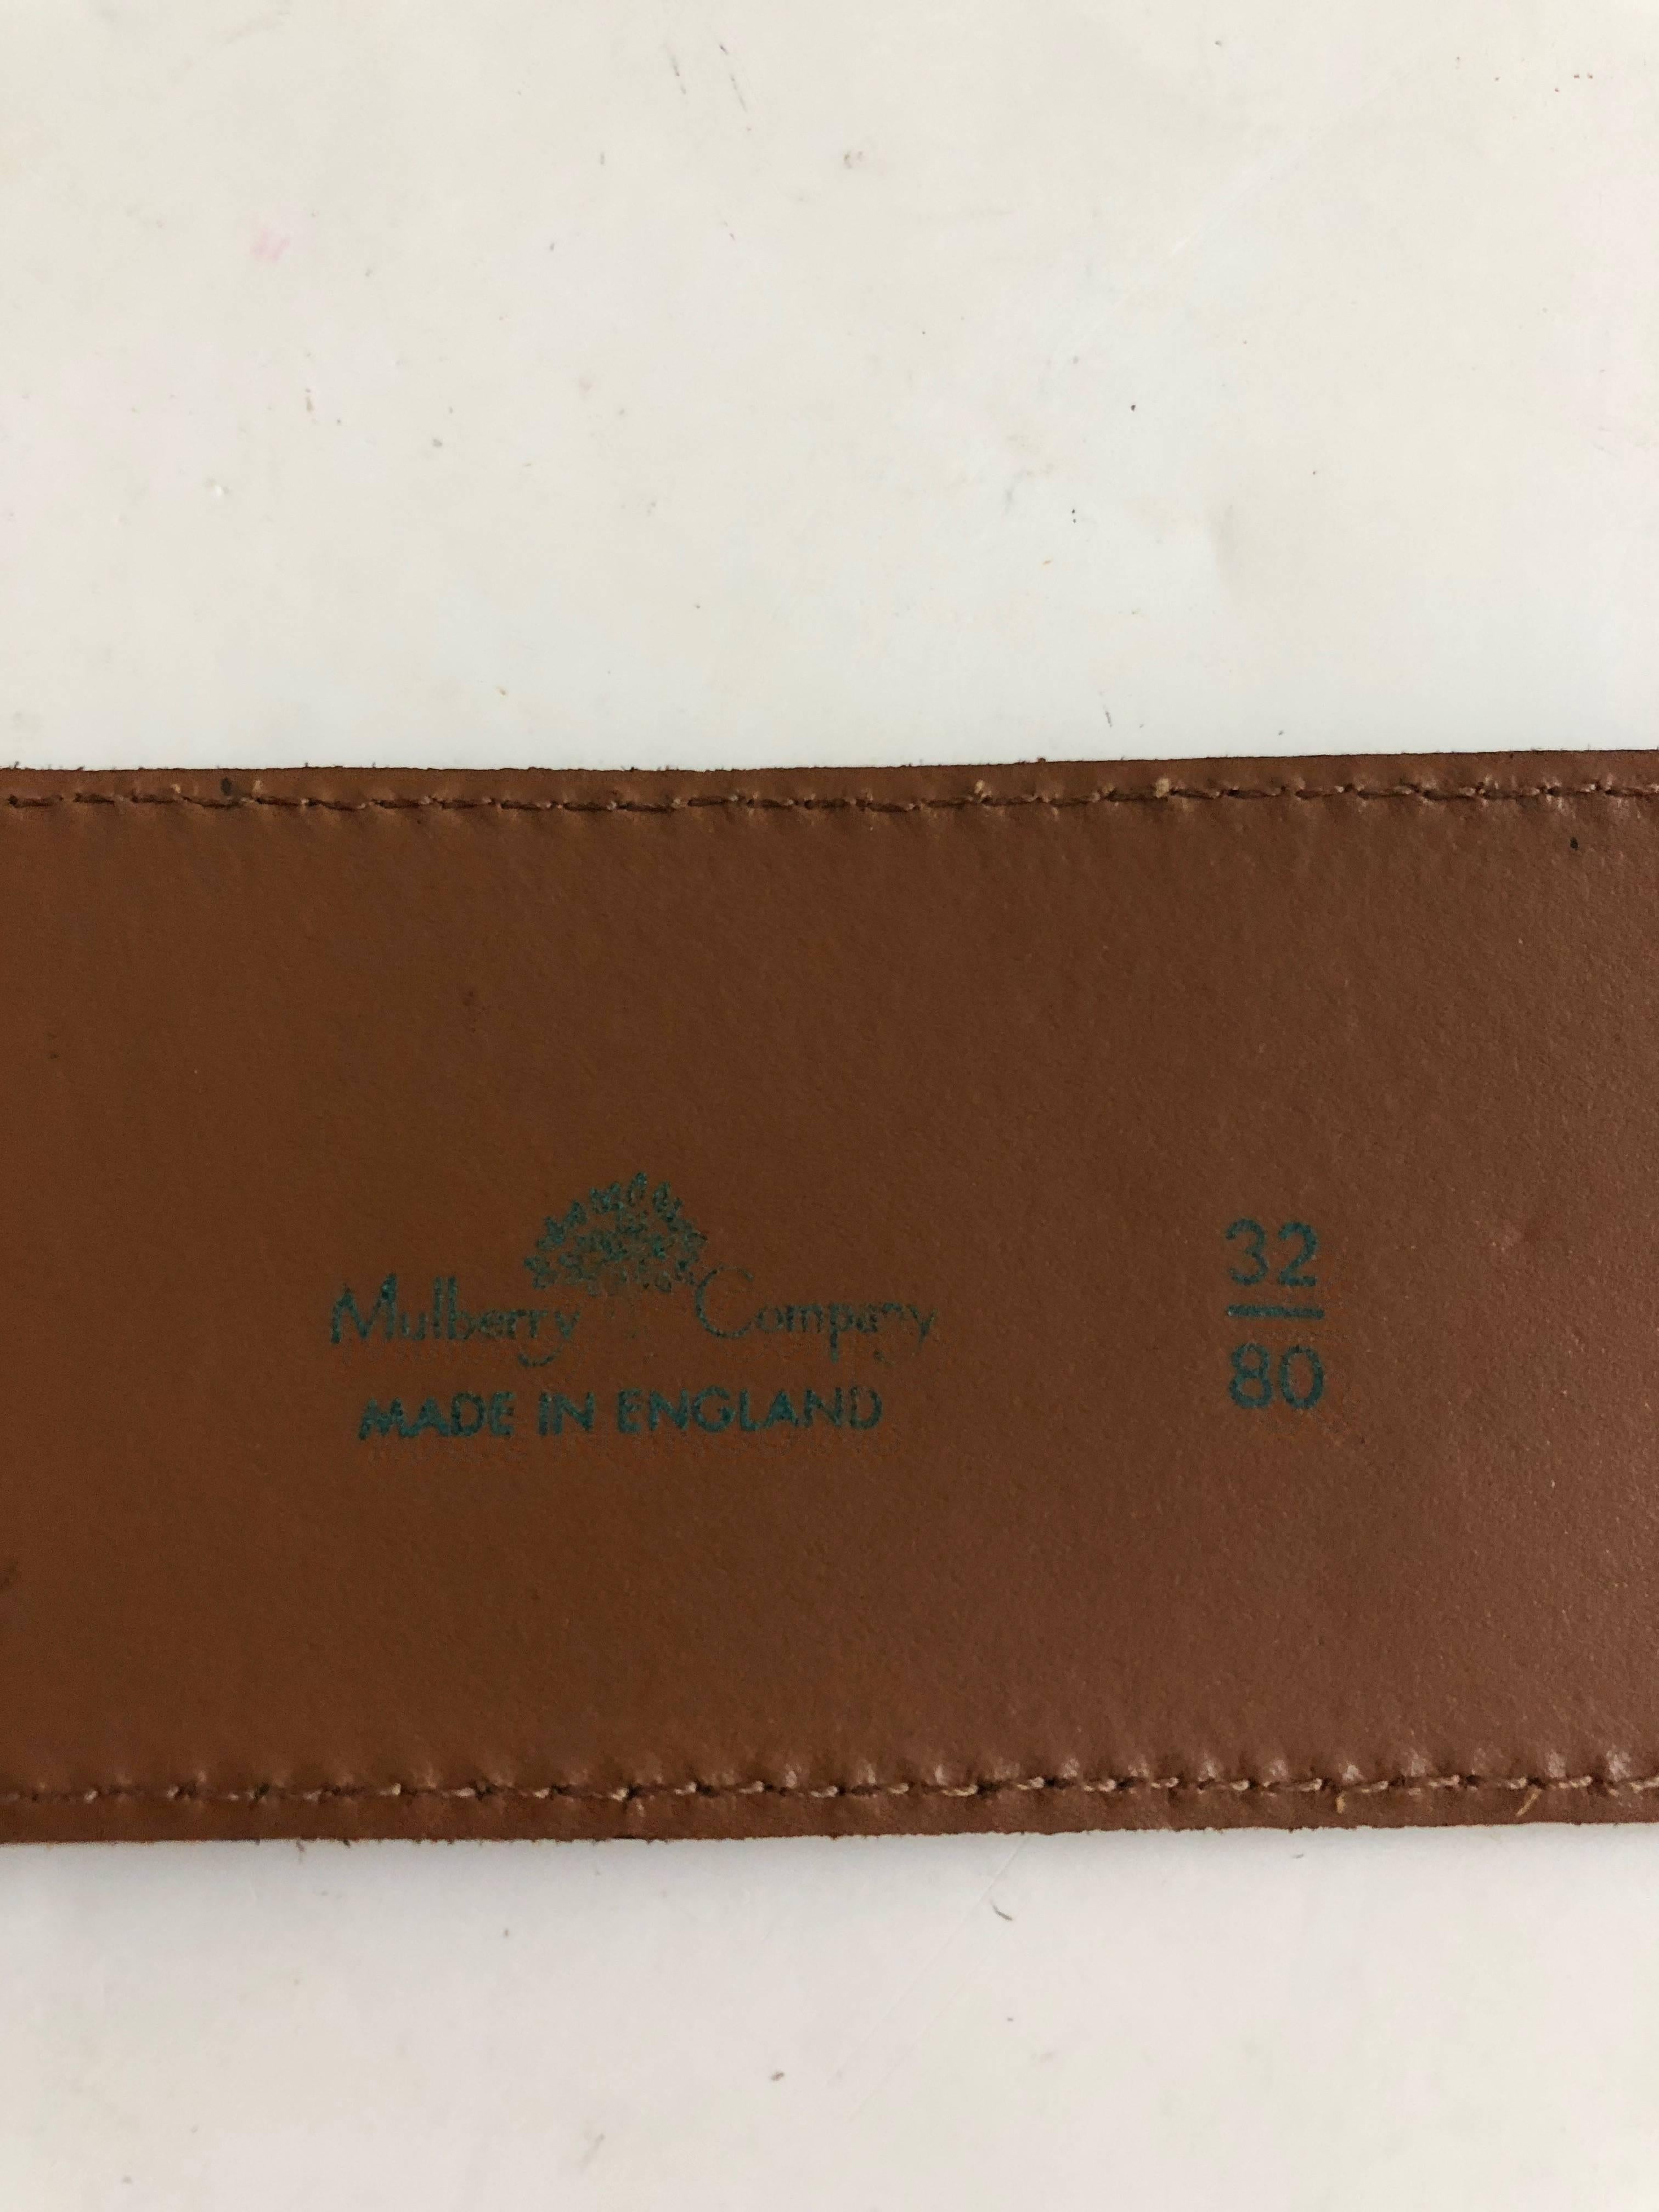 Mulberry Company
MADE IN ENGLAND
32
80